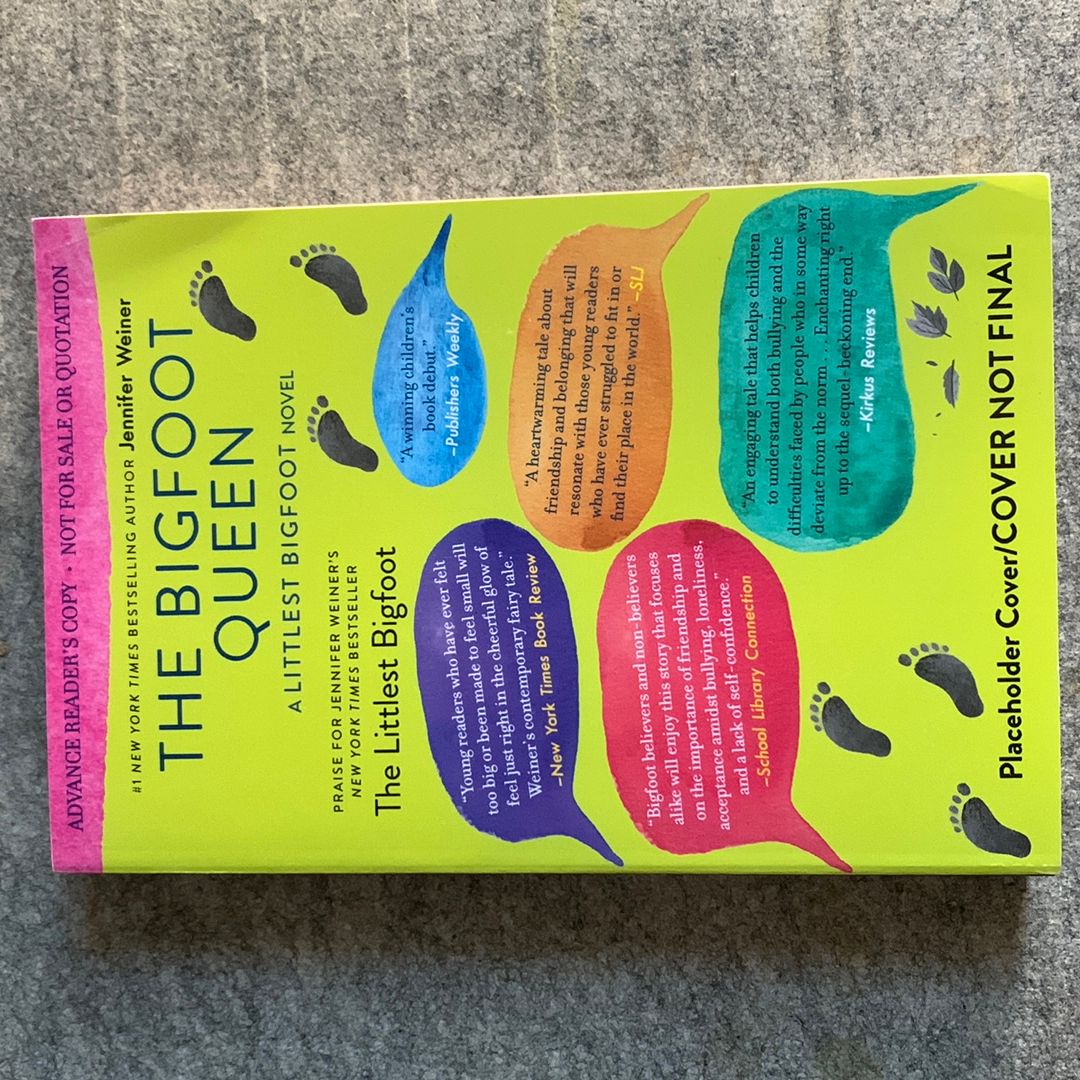 ADVANCE READER'S COPY • NOT FOR SALE OR QUOTATION
#1 NEW YORK TIMES BESTSELLING AUTHOR Jennifer Weiner
THE BIGFOOT
QUEEN
A LITTLEST BIGFOOT NOVEL
PRAISE FOR JENNIFER WEINER'S
NEW YORK TIMES BESTSELLER
The Littlest Bigfoot
"A winning children's
book debut."
–Publishers Weekly
"Young readers who have ever felt
too big or been made to feel small will
feel just right in the cheerful glow of
Weiner's contemporary fairy tale."
–New York Times Book Review
"A heartwarming tale about
friendship and belonging that will
resonate with those young readers
who have ever struggled to fit in or
find their place in the world." –SLJ
"Bigfoot believers and non-believers
alike will enjoy this story that focuses
on the importance of friendship and
acceptance amidst bullying, loneliness,
and a lack of self-confidence."
–School Library Connection
"An engaging tale that helps children
to understand both bullying and the
difficulties faced by people who in some way
deviate from the norm . . . Enchanting right
up to the sequel-beckoning end."
–Kirkus Reviews
Placeholder Cover/COVER NOT FINAL